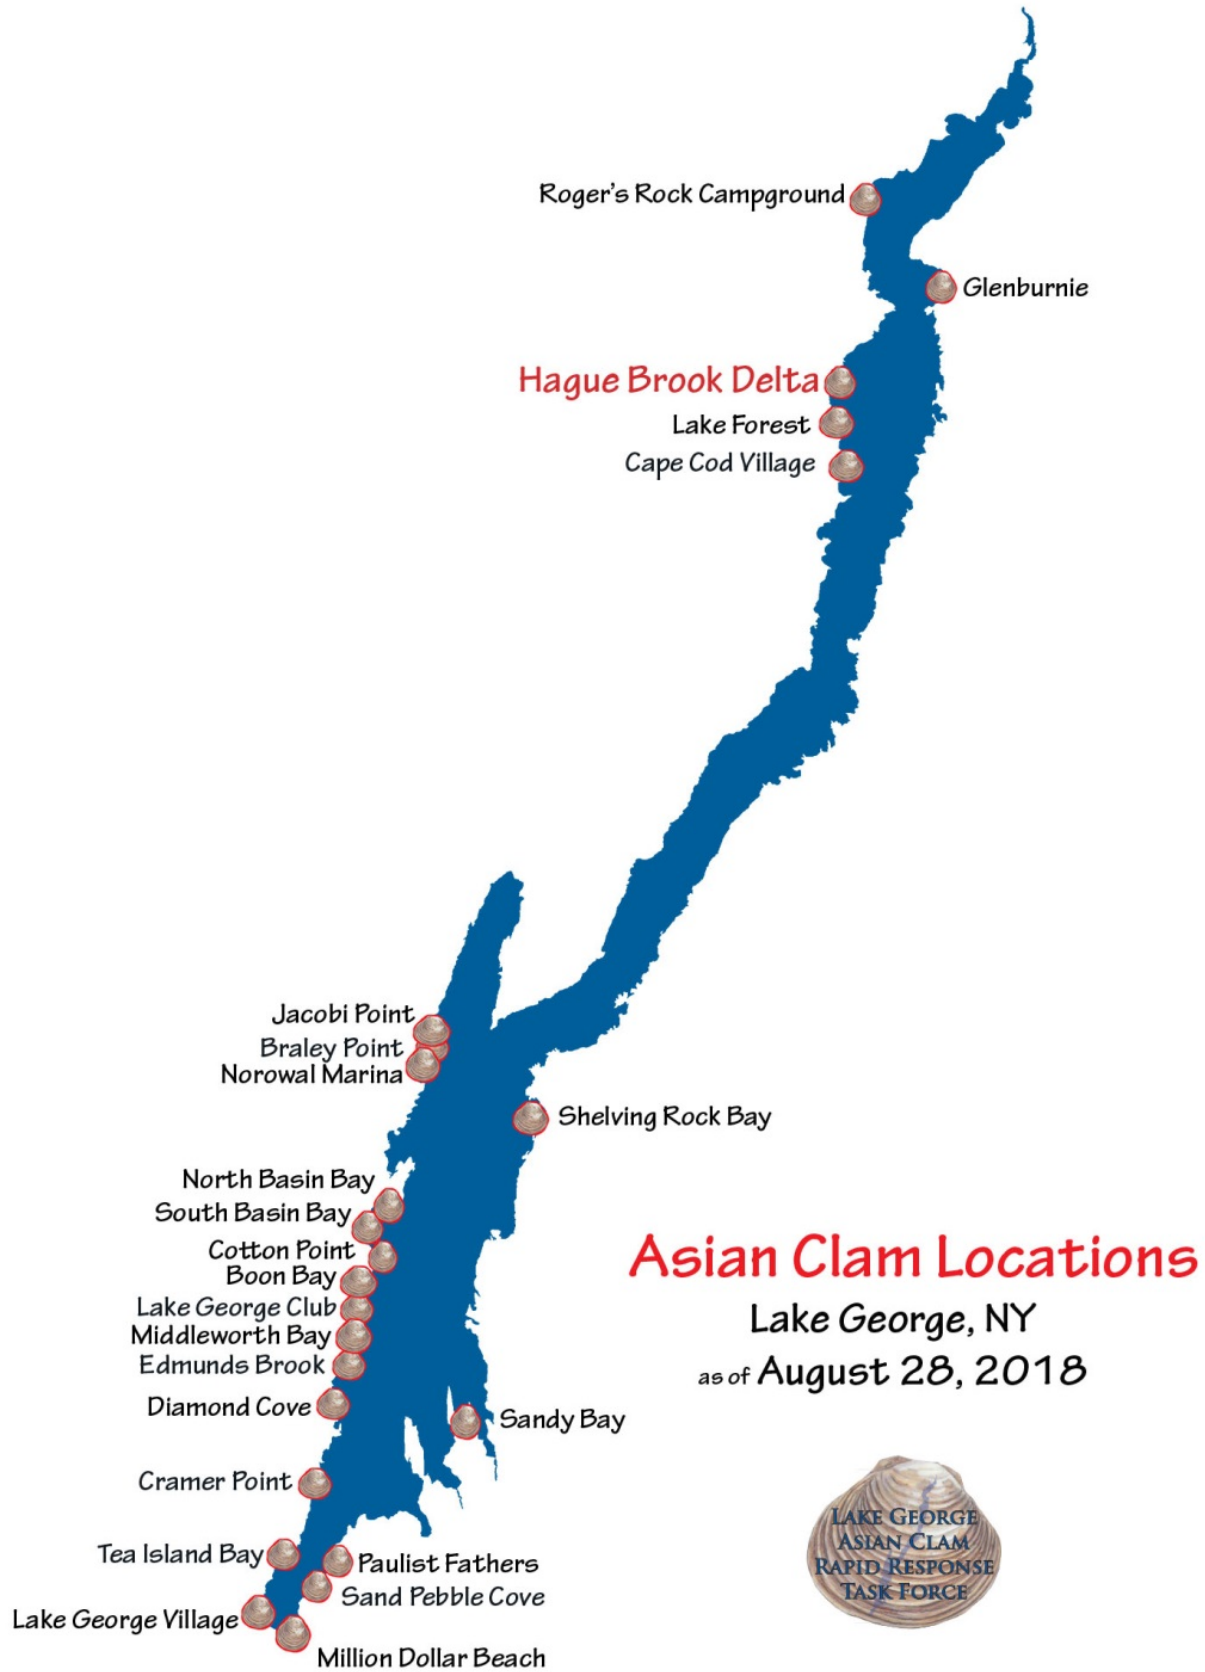 Roger's Rock Campground
Glenburnie
Hague Brook Delta
Lake Forest
Cape Cod Village
Jacobi Point
Braley Point
Norowal Marina
Shelving Rock Bay
North Basin Bay
South Basin Bay
Cotton Point
Boon Bay
Lake George Club
Middleworth Bay
Edmunds Brook
Diamond Cove
Sandy Bay
Cramer Point
Tea Island Bay
Paulist Fathers
Sand Pebble Cove
Lake George Village
Million Dollar Beach
Asian Clam Locations
Lake George, NY
as of August 28, 2018
LAKE GEORGE
ASIAN CLAM
RAPID RESPONSE
TASK FORCE